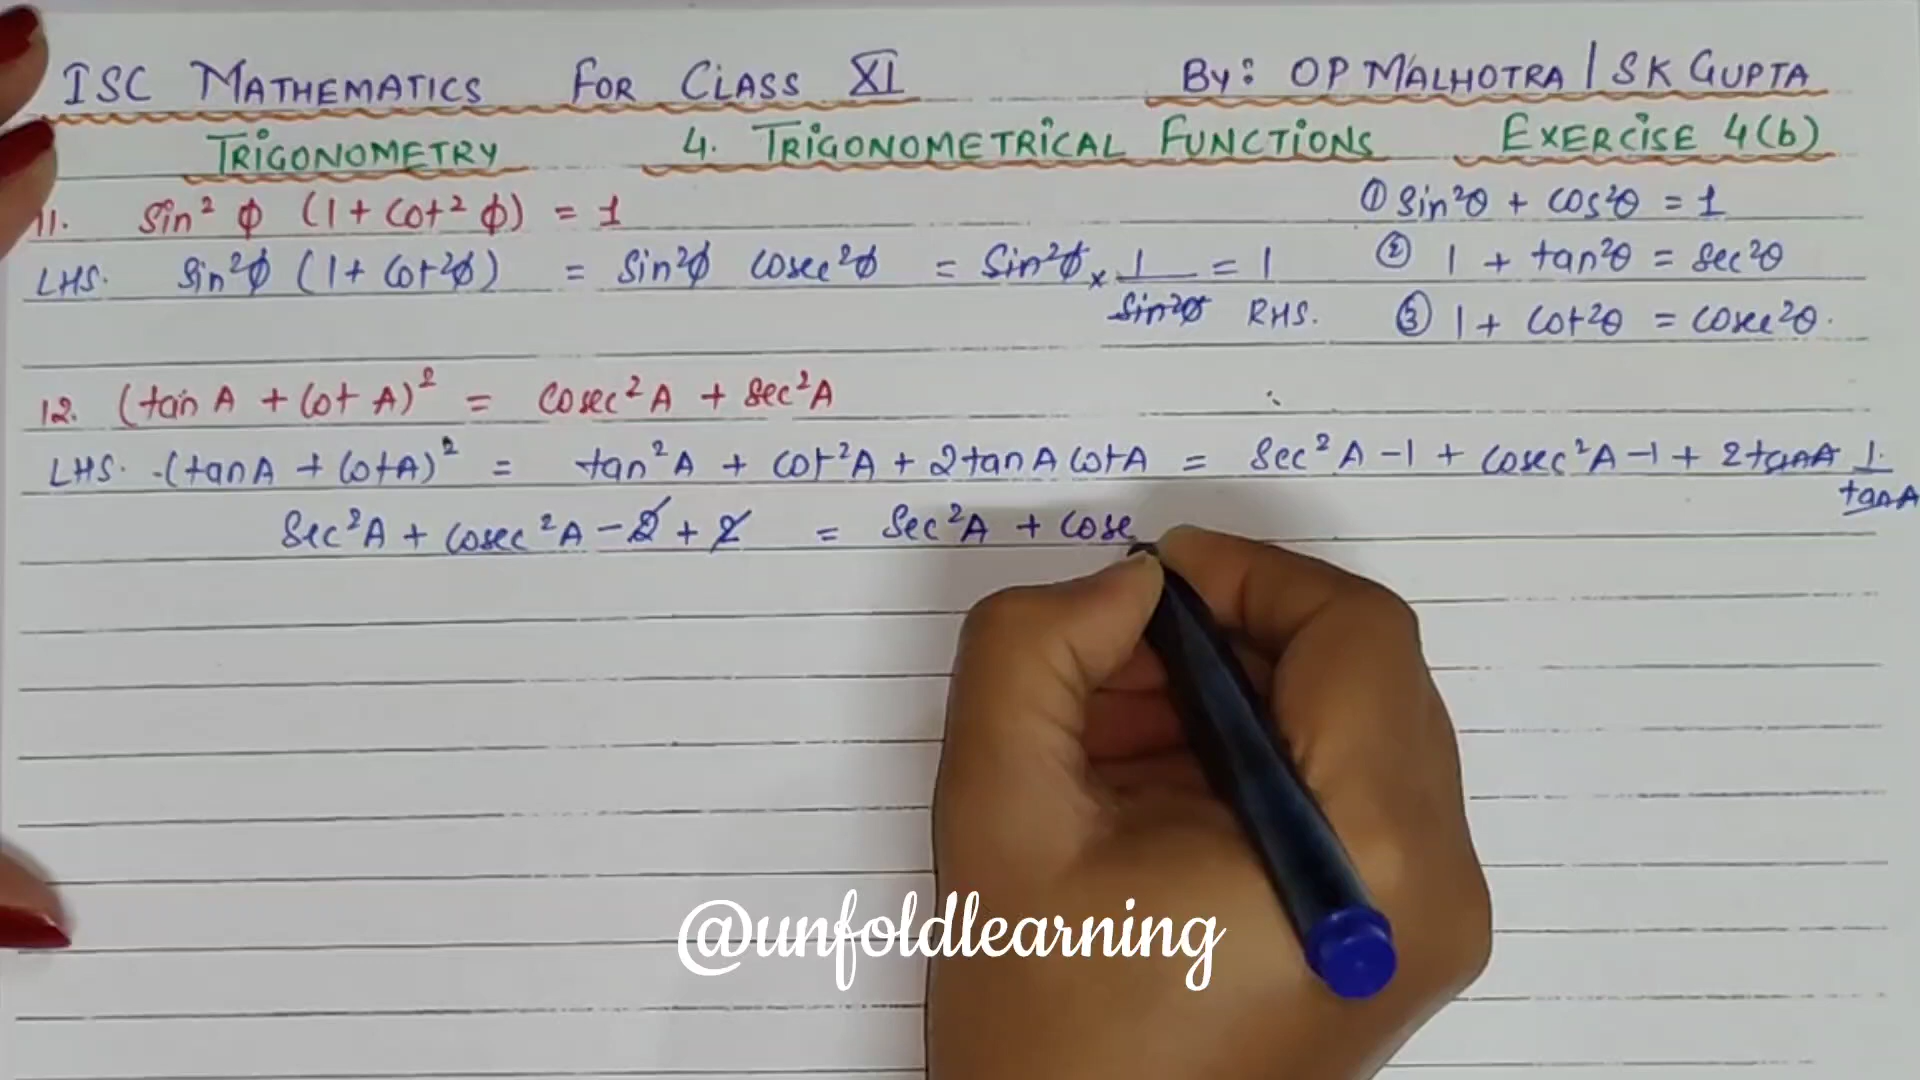 ISC MATHEMATICS FOR CLASS XI BY: OP MALHOTRA | SK GUPTA
TRIGONOMETRY 4. TRIGONOMETRICAL FUNCTIONS EXERCISE 4(b)
11. Sin² φ (1 + Cot² φ) = 1
① Sin²θ + cos²θ = 1
LHS. Sin²φ (1 + Cot²φ) = Sin²φ Cosec²φ = Sin²φ × 1/Sin²φ = 1 RHS.
② 1 + tan²θ = sec²θ
③ 1 + Cot²θ = Cosec²θ.
12. (tan A + Cot A)² = Cosec² A + Sec² A
LHS. (tanA + CotA)² = tan²A + Cot²A + 2tanA CotA = Sec²A - 1 + Cosec²A - 1 + 2tanA 1/tanA
Sec²A + Cosec²A - 2 + 2 = Sec²A + Cose
@unfoldlearning